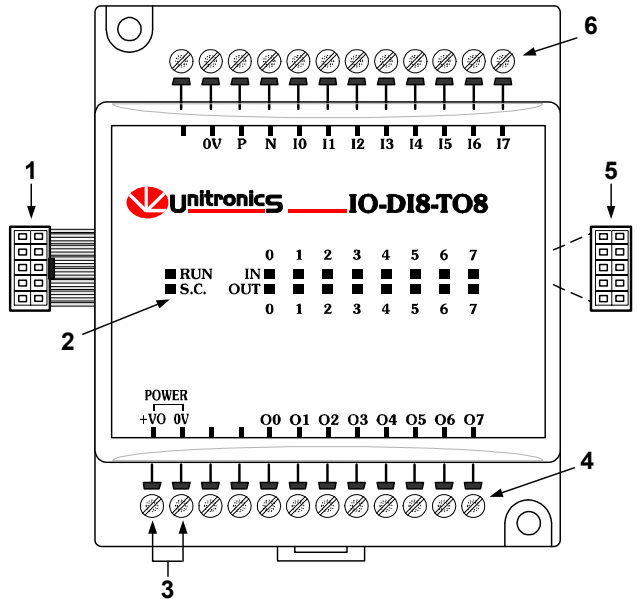 6
0V P N I0 I1 I2 I3 I4 I5 I6 I7
1
5
Unitronics IO-DI8-TO8
0 1 2 3 4 5 6 7
RUN IN
S.C. OUT
0 1 2 3 4 5 6 7
2
POWER
+VO 0V O0 O1 O2 O3 O4 O5 O6 O7
4
3